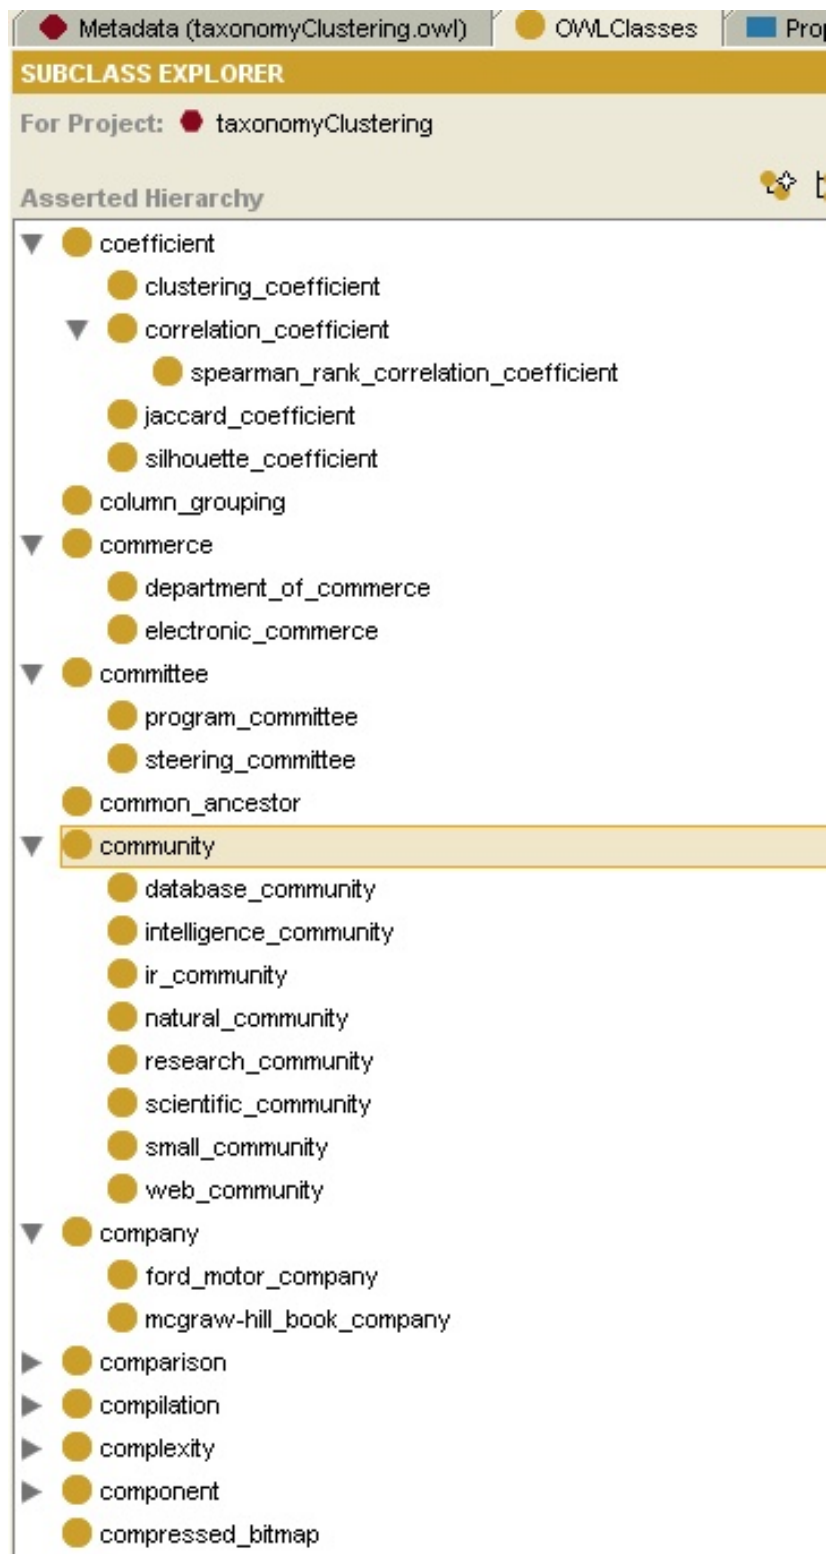 Metadata (taxonomyClustering.owl) OWLClasses
SUBCLASS EXPLORER
For Project: taxonomyClustering
Asserted Hierarchy
coefficient
clustering_coefficient
correlation_coefficient
spearman_rank_correlation_coefficient
jaccard_coefficient
silhouette_coefficient
column_grouping
commerce
department_of_commerce
electronic_commerce
committee
program_committee
steering_committee
common_ancestor
community
database_community
intelligence_community
ir_community
natural_community
research_community
scientific_community
small_community
web_community
company
ford_motor_company
mcgraw-hill_book_company
comparison
compilation
complexity
component
compressed_bitmap